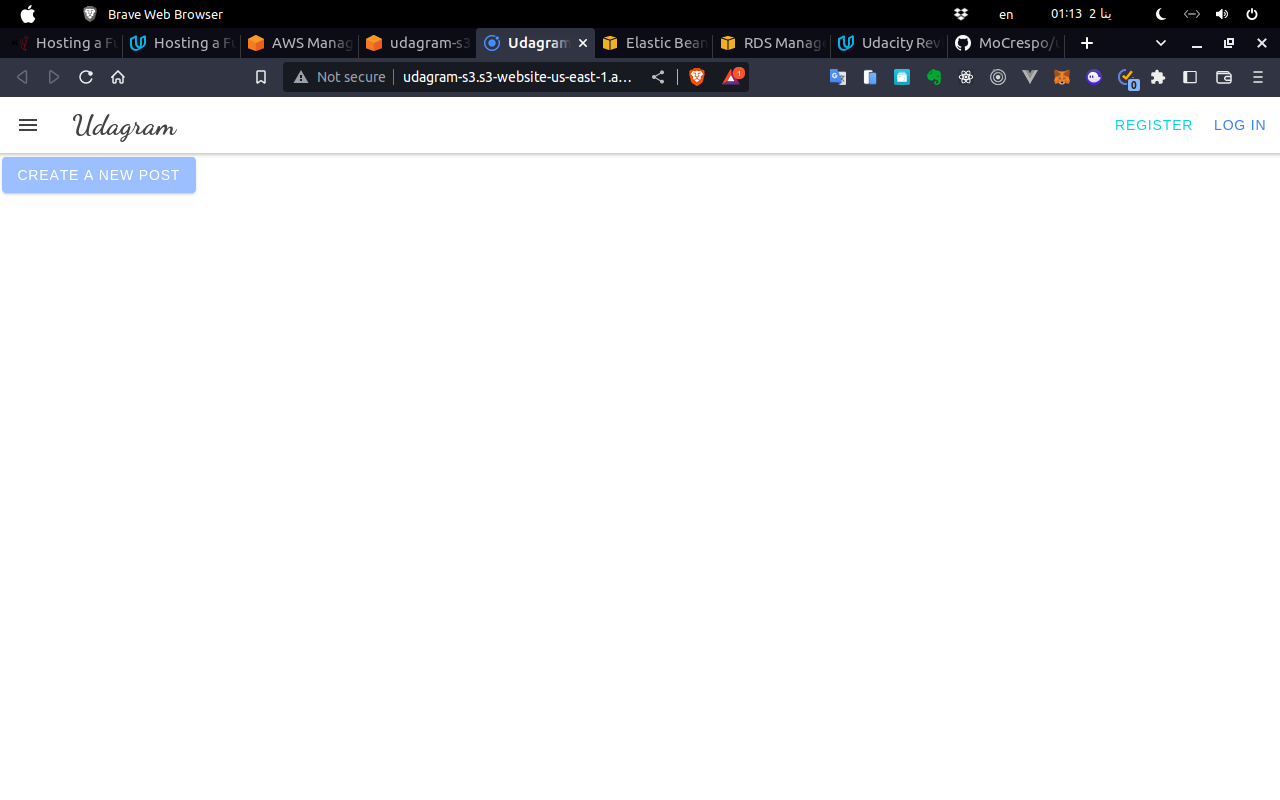 Brave Web Browser
en
01:13 2 ينا
Hosting a Fu
Hosting a Fu
AWS Manag
udagram-s3
Udagram
Elastic Bean
RDS Manage
Udacity Rev
MoCrespo/u
Not secure
udagram-s3.s3-website-us-east-1.a...
1
0
Udagram
REGISTER
LOG IN
CREATE A NEW POST